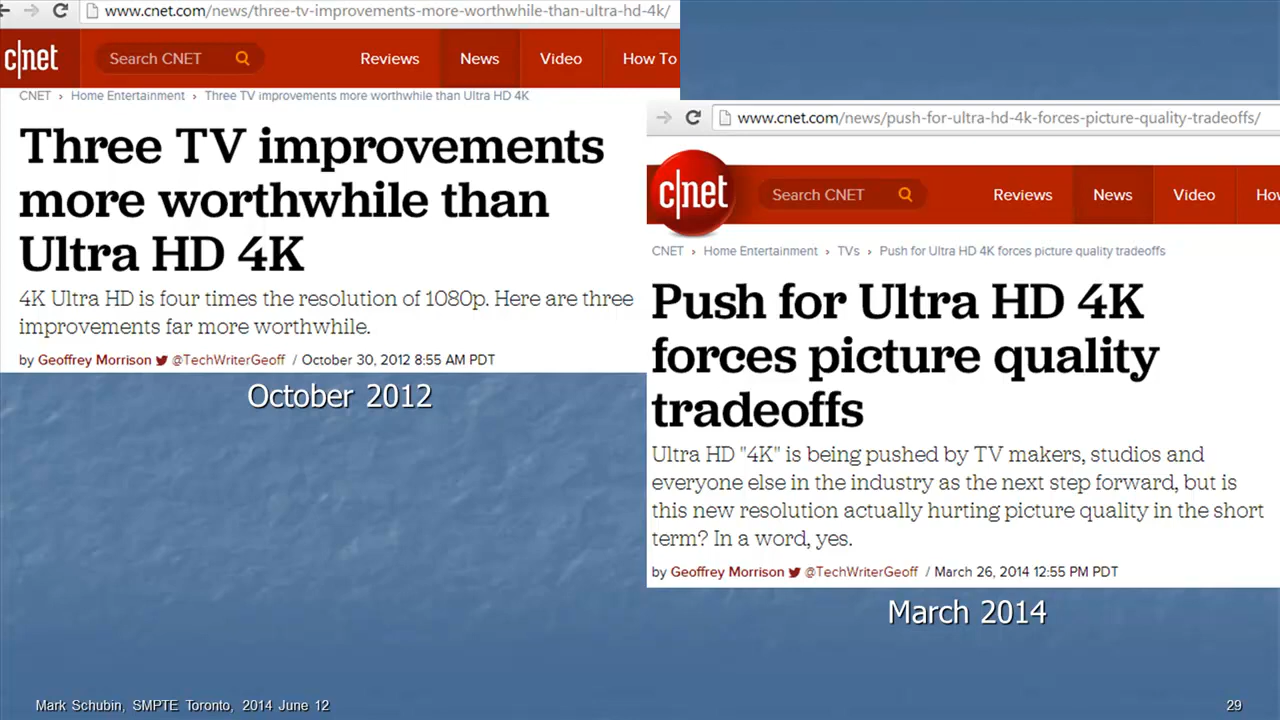 www.cnet.com/news/three-tv-improvements-more-worthwhile-than-ultra-hd-4k/
c|net
Search CNET
Reviews
News
Video
How To
CNET › Home Entertainment › Three TV improvements more worthwhile than Ultra HD 4K
Three TV improvements
more worthwhile than
Ultra HD 4K
4K Ultra HD is four times the resolution of 1080p. Here are three
improvements far more worthwhile.
by Geoffrey Morrison @TechWriterGeoff / October 30, 2012 8:55 AM PDT
October 2012
www.cnet.com/news/push-for-ultra-hd-4k-forces-picture-quality-tradeoffs/
c|net
Search CNET
Reviews
News
Video
How
CNET › Home Entertainment › TVs › Push for Ultra HD 4K forces picture quality tradeoffs
Push for Ultra HD 4K
forces picture quality
tradeoffs
Ultra HD "4K" is being pushed by TV makers, studios and
everyone else in the industry as the next step forward, but is
this new resolution actually hurting picture quality in the short
term? In a word, yes.
by Geoffrey Morrison @TechWriterGeoff / March 26, 2014 12:55 PM PDT
March 2014
Mark Schubin, SMPTE Toronto, 2014 June 12
29